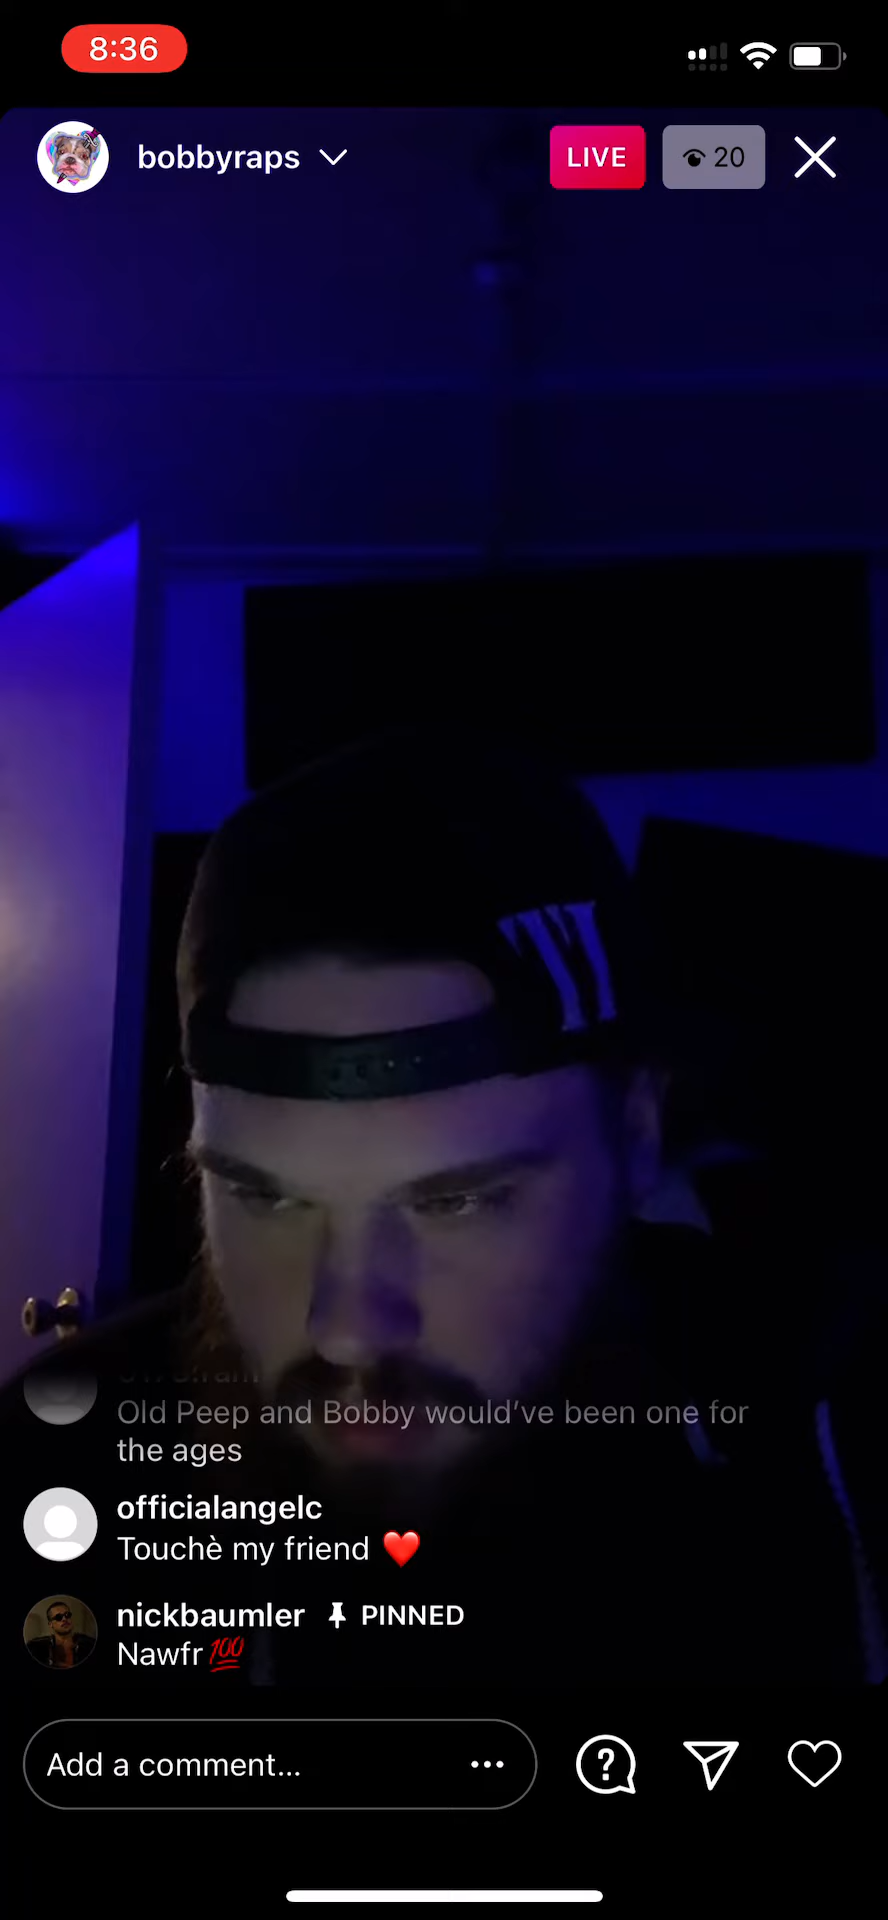 8:36
bobbyraps
LIVE
20
Old Peep and Bobby would’ve been one for
the ages
officialangelc
Touchè my friend ❤️
nickbaumler PINNED
Nawfr💯
Add a comment...